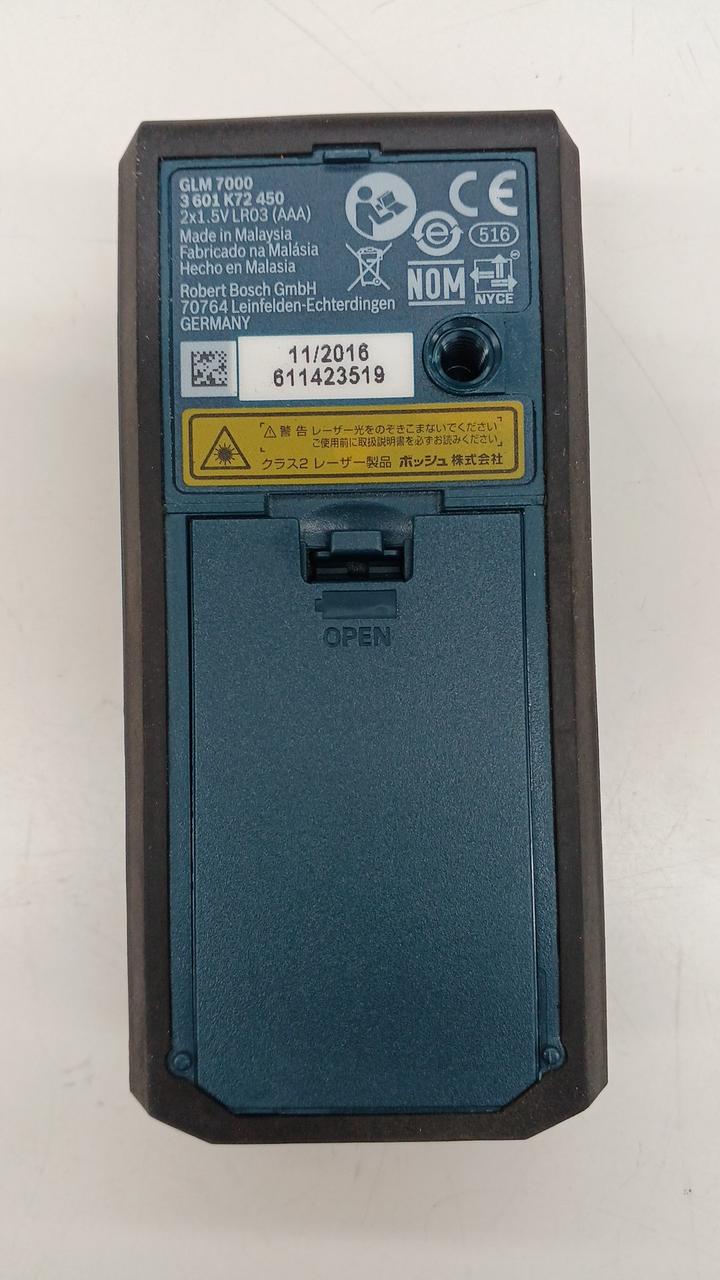 GLM 7000
3 601 K72 450
2x1.5V LR03 (AAA)
Made in Malaysia
Fabricado na Malásia
Hecho en Malasia
Robert Bosch GmbH
70764 Leinfelden-Echterdingen
GERMANY
CE
e
516
NOM
NYCE
11/2016
611423519
警告 レーザー光をのぞきこまないでください
ご使用前に取扱説明書を必ずお読みください
クラス2 レーザー製品 ボッシュ株式会社
OPEN